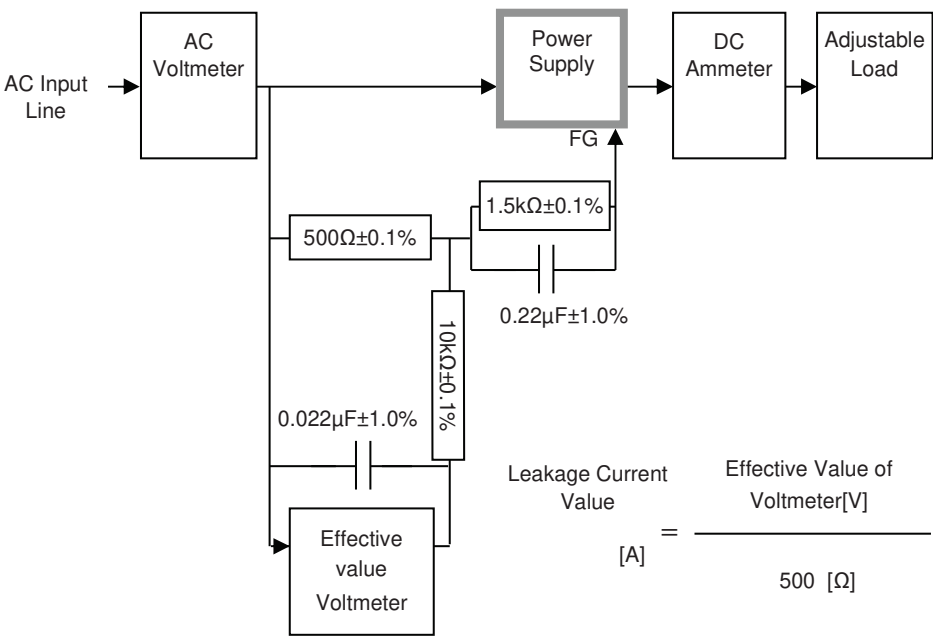 AC
Voltmeter
Power
Supply
DC
Ammeter
Adjustable
Load
AC Input
Line
FG
1.5kΩ±0.1%
500Ω±0.1%
0.22µF±1.0%
10kΩ±0.1%
0.022µF±1.0%
Effective
value
Voltmeter
Leakage Current
Value
[A]
=
Effective Value of
Voltmeter[V]
500 [Ω]